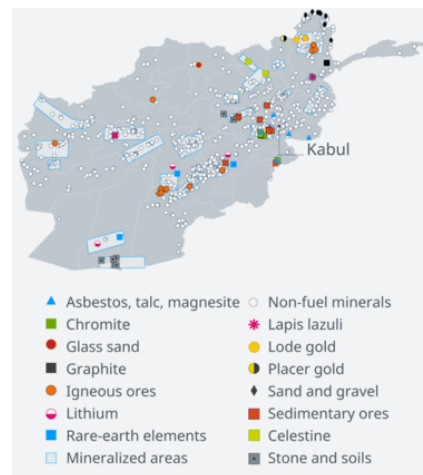 Kabul
Asbestos, talc, magnesite
Non-fuel minerals
Chromite
Lapis lazuli
Glass sand
Lode gold
Graphite
Placer gold
Igneous ores
Sand and gravel
Lithium
Sedimentary ores
Rare-earth elements
Celestine
Mineralized areas
Stone and soils